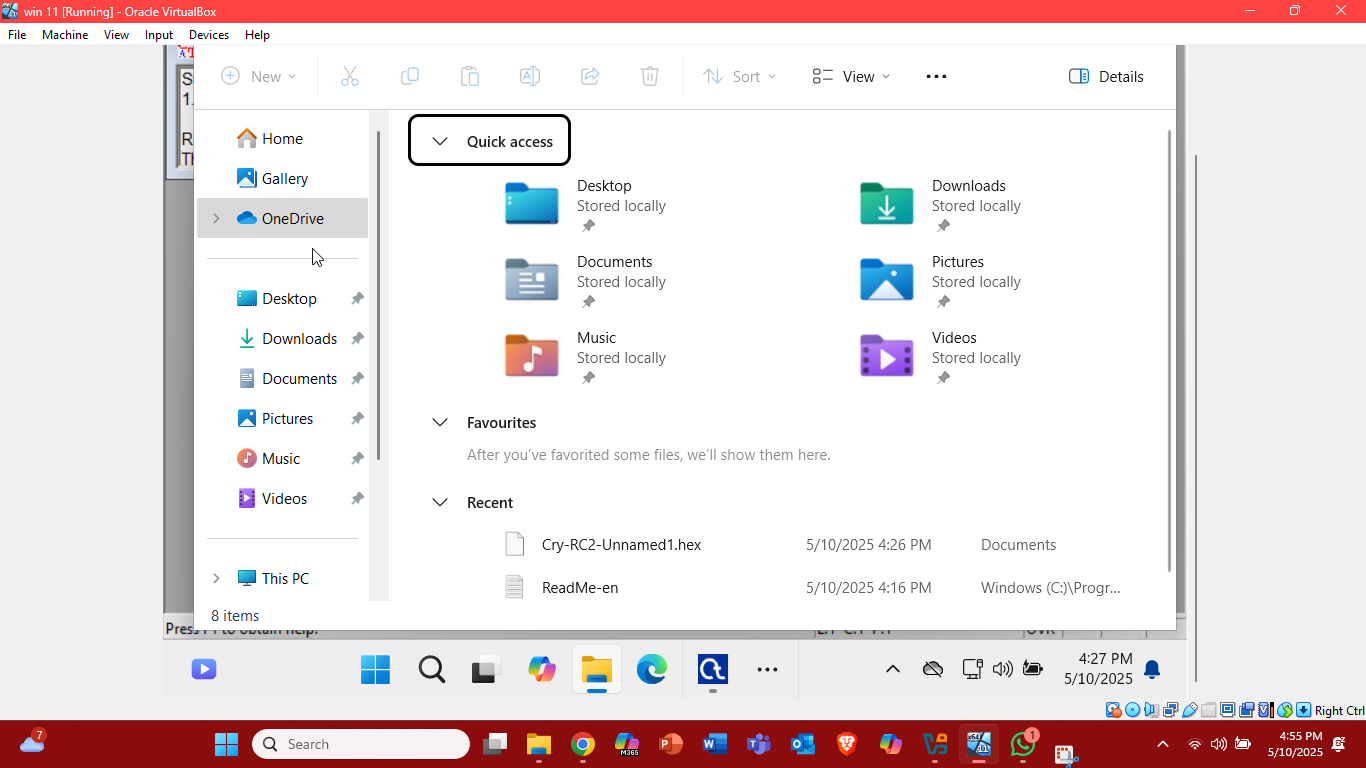 win 11 [Running] - Oracle VirtualBox
File Machine View Input Devices Help
New
Sort
View
Details
Home
Gallery
OneDrive
Desktop
Downloads
Documents
Pictures
Music
Videos
This PC
8 items
Quick access
Desktop
Stored locally
Downloads
Stored locally
Documents
Stored locally
Pictures
Stored locally
Music
Stored locally
Videos
Stored locally
Favourites
After you've favorited some files, we'll show them here.
Recent
Cry-RC2-Unnamed1.hex 5/10/2025 4:26 PM Documents
ReadMe-en 5/10/2025 4:16 PM Windows (C:)\Progr...
4:27 PM
5/10/2025
Right Ctrl
7
Search
M365
1
4:55 PM
5/10/2025